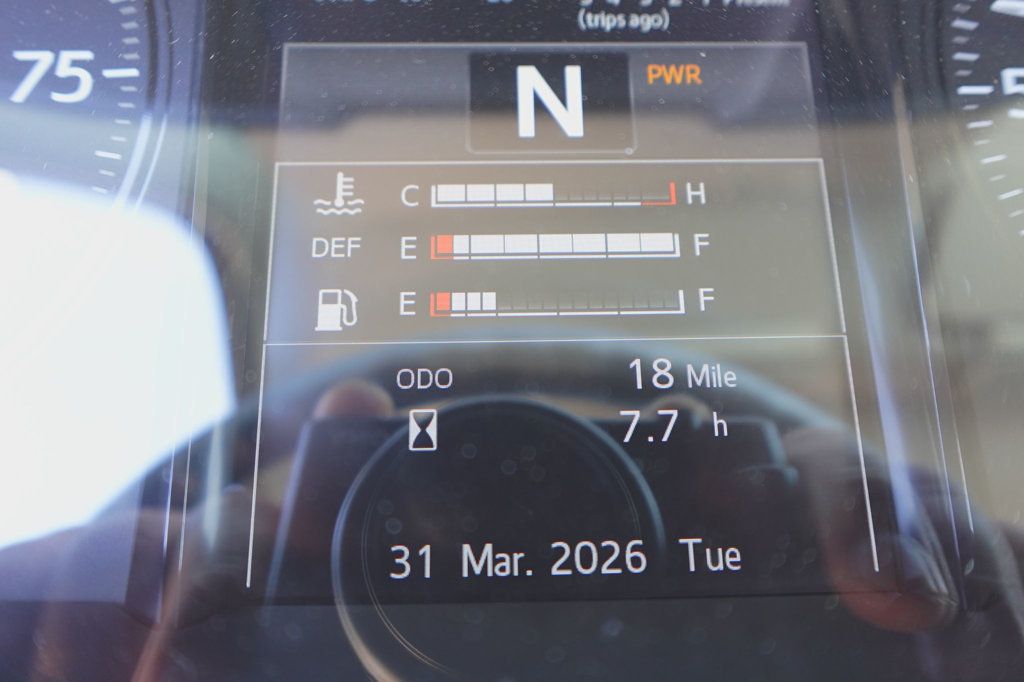 (trips ago)
75
N PWR
C H
DEF E F
E F
ODO 18 Mile
7.7 h
31 Mar. 2026 Tue